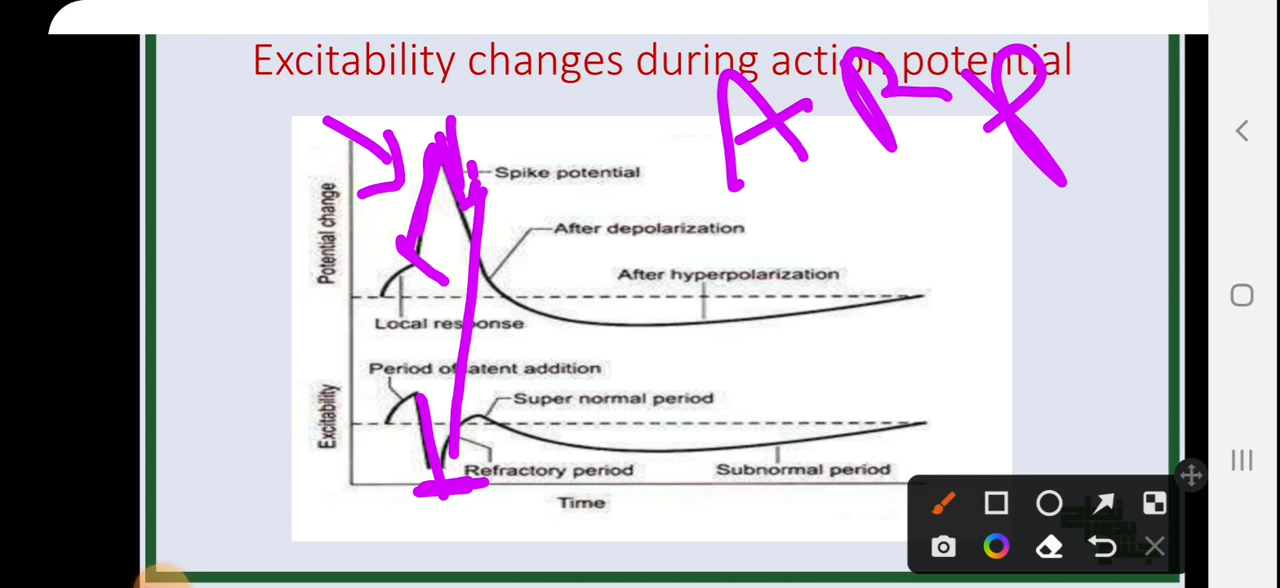 Excitability changes during action potential
ARP
Potential change
Spike potential
After depolarization
After hyperpolarization
Local response
Period of latent addition
Excitability
Super normal period
Refractory period
Subnormal period
Time